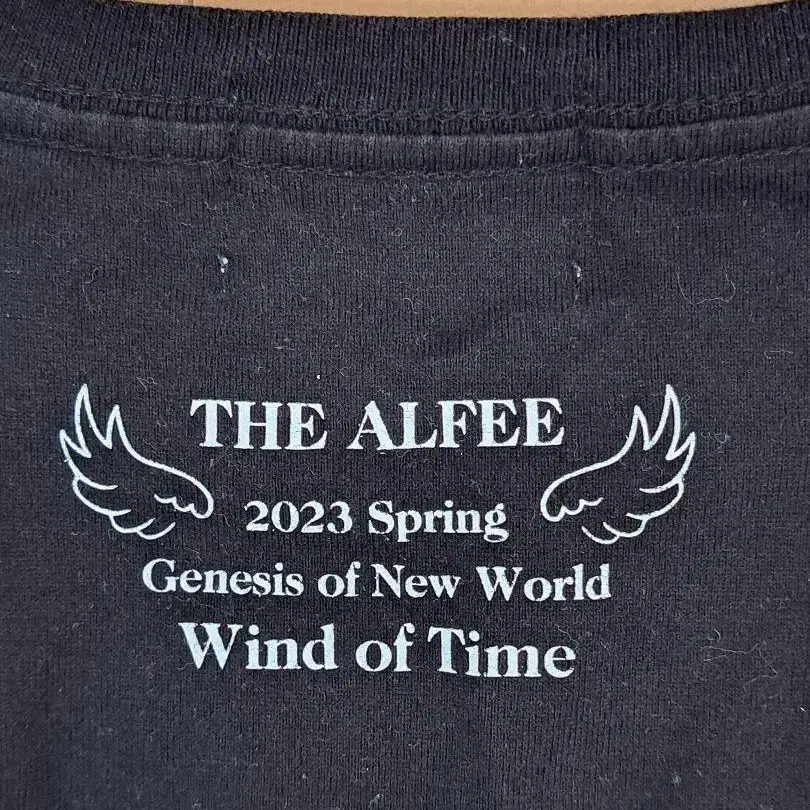 THE ALFEE
2023 Spring
Genesis of New World
Wind of Time